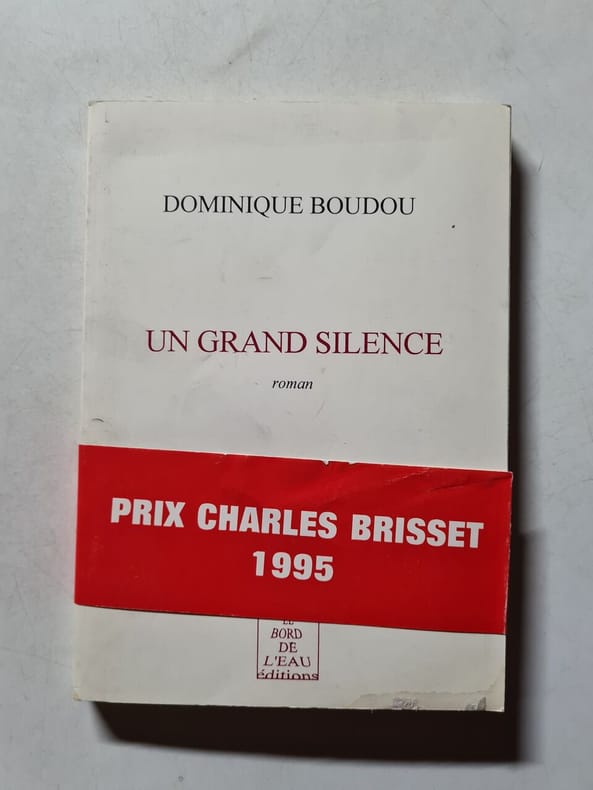 DOMINIQUE BOUDOU
UN GRAND SILENCE
roman
PRIX CHARLES BRISSET
1995
LE
BORD
DE
L'EAU
éditions